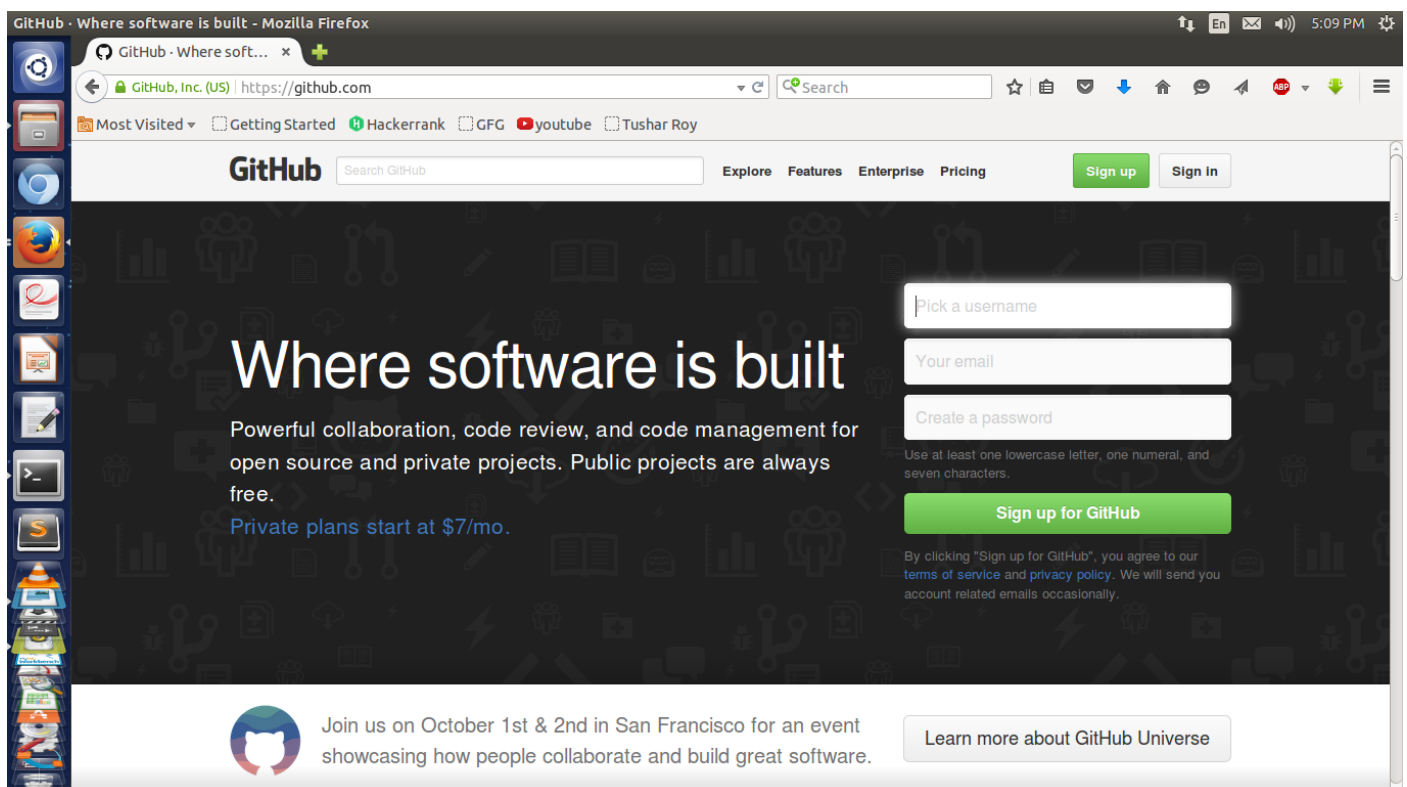 GitHub · Where software is built - Mozilla Firefox
En
5:09 PM
GitHub · Where soft... ×
GitHub, Inc. (US) https://github.com
Search
ABP
Most Visited
Getting Started
Hackerrank
GFG
youtube
Tushar Roy
GitHub
Search GitHub
Explore Features Enterprise Pricing
Sign up
Sign in
Where software is built
Powerful collaboration, code review, and code management for
open source and private projects. Public projects are always
free.
Private plans start at $7/mo.
Pick a username
Your email
Create a password
Use at least one lowercase letter, one numeral, and
seven characters.
Sign up for GitHub
By clicking "Sign up for GitHub", you agree to our
terms of service and privacy policy. We will send you
account related emails occasionally.
Join us on October 1st & 2nd in San Francisco for an event
showcasing how people collaborate and build great software.
Learn more about GitHub Universe